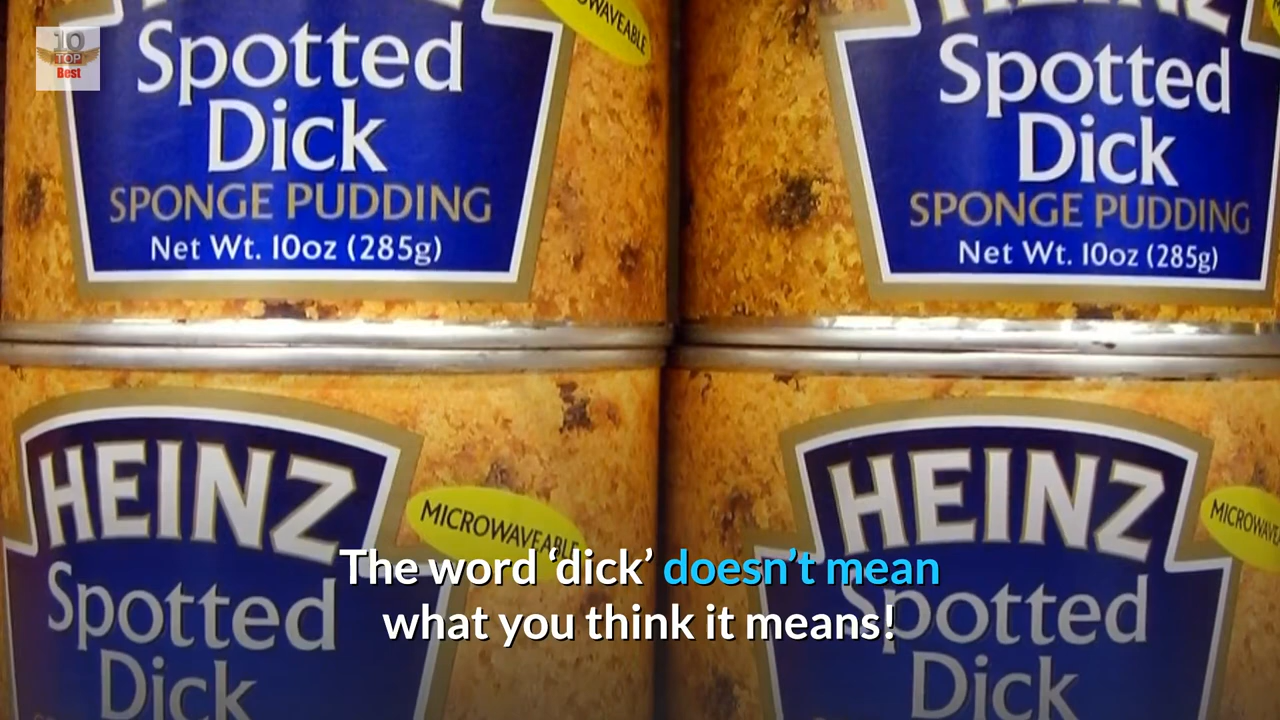 10
TOP
Best
Spotted
Dick
SPONGE PUDDING
Net Wt. 10oz (285g)
HEINZ
Spotted
Dick
SPONGE PUDDING
Net Wt. 10oz (285g)
HEINZ
MICROWAVEABLE
Spotted
Dick
HEINZ
Spotted
Dick
The word ‘dick’ doesn’t mean
what you think it means!